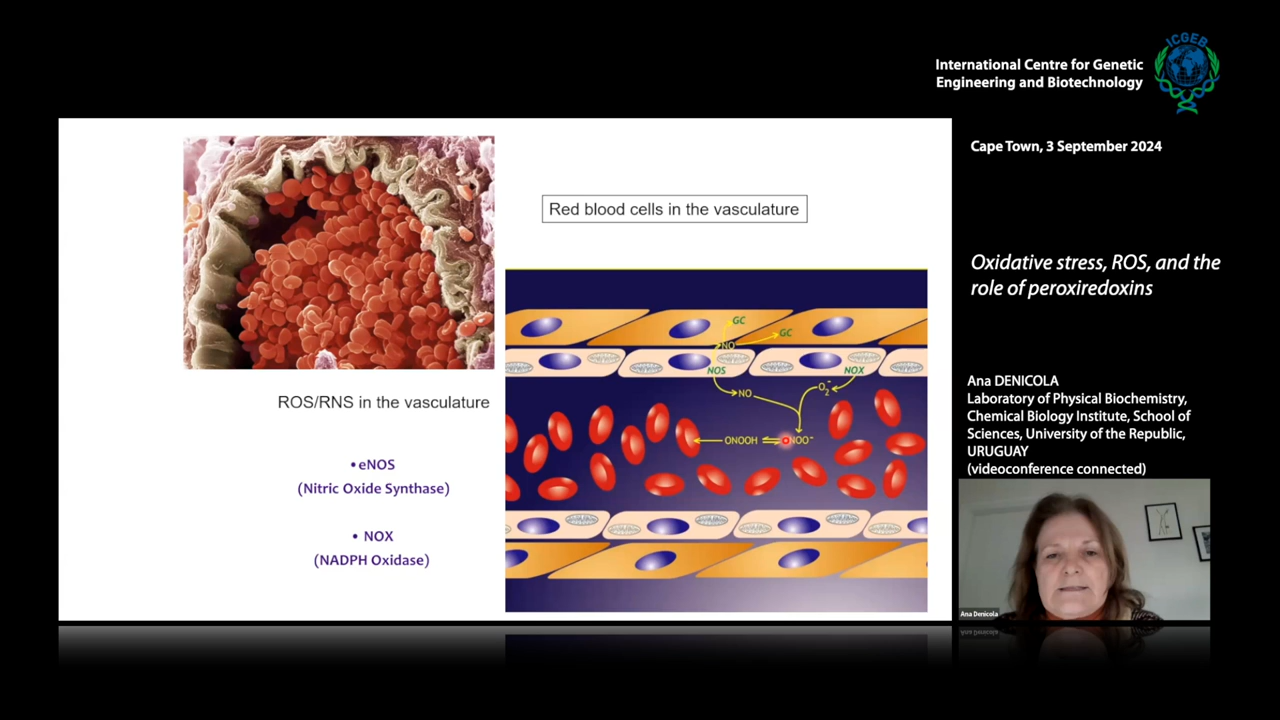 ICGEB
International Centre for Genetic
Engineering and Biotechnology
Cape Town, 3 September 2024
Oxidative stress, ROS, and the
role of peroxiredoxins
Ana DENICOLA
Laboratory of Physical Biochemistry,
Chemical Biology Institute, School of
Sciences, University of the Republic,
URUGUAY
(videoconference connected)
Ana Denicola
Red blood cells in the vasculature
ROS/RNS in the vasculature
• eNOS
(Nitric Oxide Synthase)
• NOX
(NADPH Oxidase)
GC
GC
NO
NOS
NOX
NO
O₂⁻
ONOOH
NOO⁻